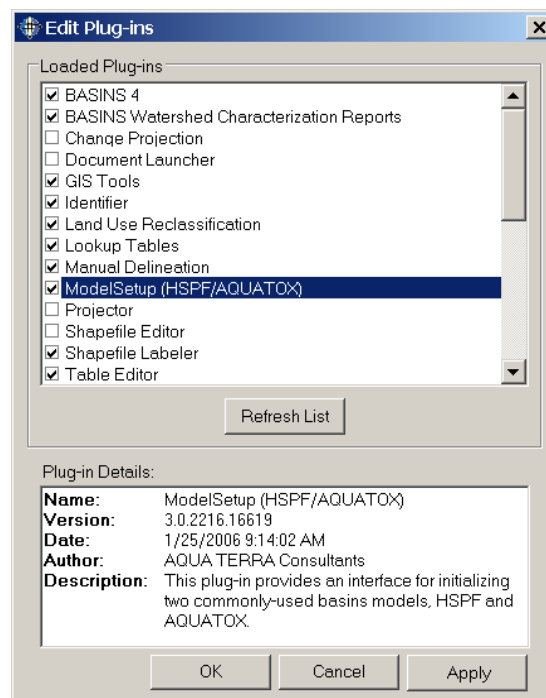 Edit Plug-ins
Loaded Plug-ins
BASINS 4
BASINS Watershed Characterization Reports
Change Projection
Document Launcher
GIS Tools
Identifier
Land Use Reclassification
Lookup Tables
Manual Delineation
ModelSetup (HSPF/AQUATOX)
Projector
Shapefile Editor
Shapefile Labeler
Table Editor
Refresh List
Plug-in Details:
Name: ModelSetup (HSPF/AQUATOX)
Version: 3.0.2216.16619
Date: 1/25/2006 9:14:02 AM
Author: AQUA TERRA Consultants
Description: This plug-in provides an interface for initializing
two commonly-used basins models, HSPF and
AQUATOX.
OK Cancel Apply